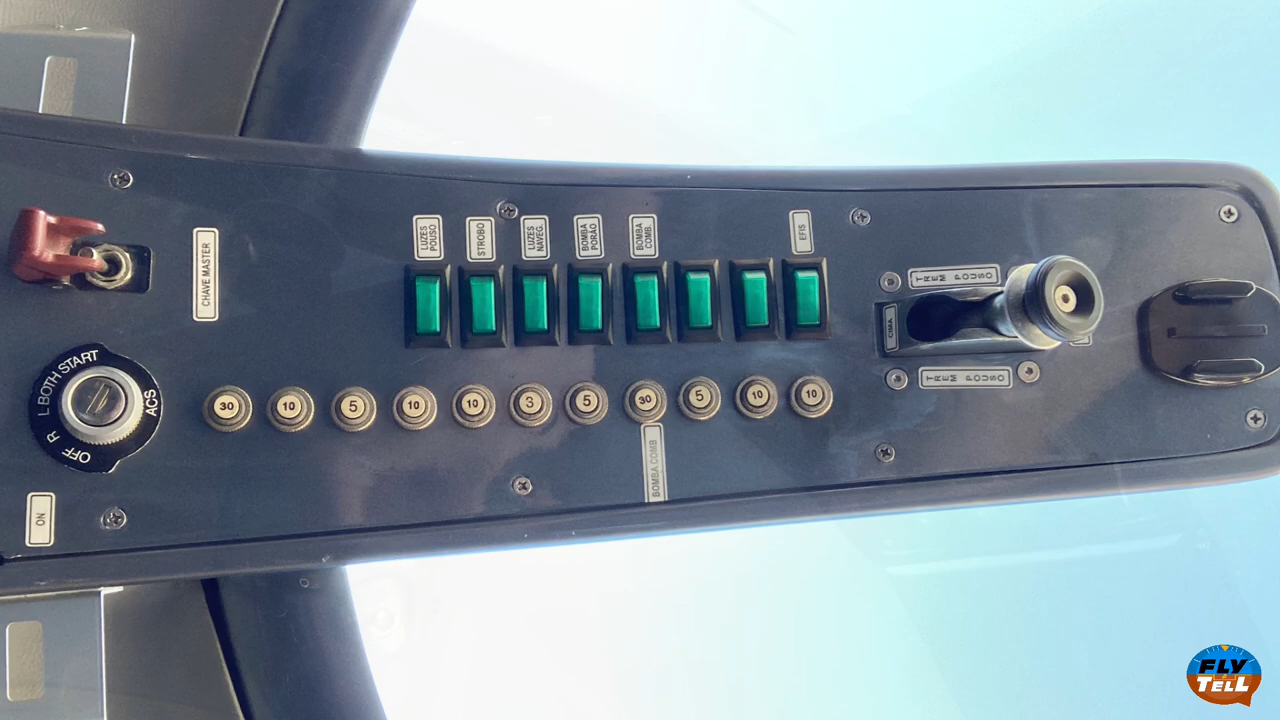 LUZES
POUSO
STROBO
LUZES
NAVEG.
BOMBA
PORÃO
BOMBA
COMB.
EFIS
CHAVE MASTER
TREM POUSO
CIMA
TREM POUSO
OFF R L BOTH START
ACS
30 10 5 10 10 3 5 30 5 10 10
BOMBA COMB
ON
FLY
TELL